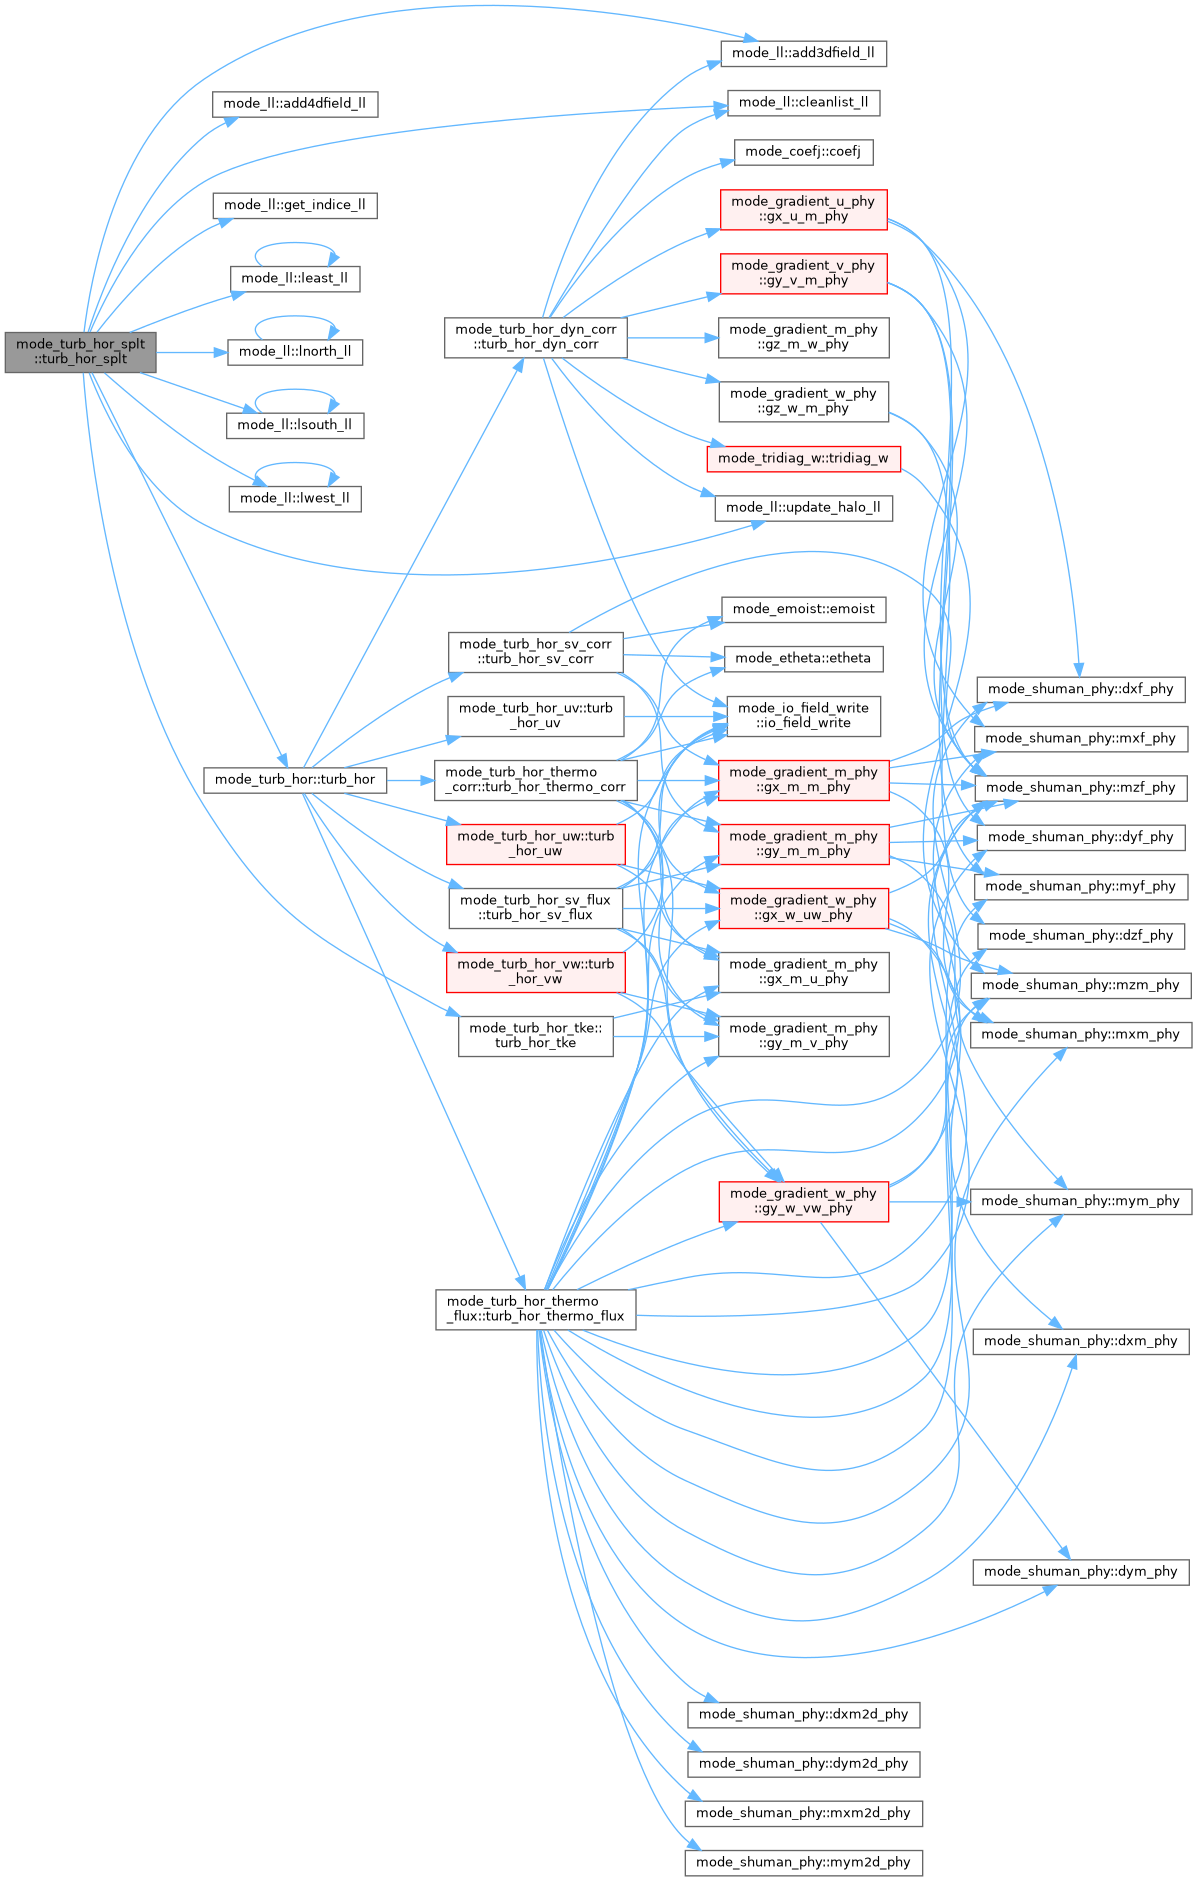 mode_turb_hor_splt
::turb_hor_splt
mode_ll::add4dfield_ll
mode_ll::get_indice_ll
mode_ll::least_ll
mode_ll::lnorth_ll
mode_ll::lsouth_ll
mode_ll::lwest_ll
mode_turb_hor::turb_hor
mode_turb_hor_dyn_corr
::turb_hor_dyn_corr
mode_turb_hor_sv_corr
::turb_hor_sv_corr
mode_turb_hor_uv::turb
_hor_uv
mode_turb_hor_thermo
_corr::turb_hor_thermo_corr
mode_turb_hor_uw::turb
_hor_uw
mode_turb_hor_sv_flux
::turb_hor_sv_flux
mode_turb_hor_vw::turb
_hor_vw
mode_turb_hor_tke::
turb_hor_tke
mode_turb_hor_thermo
_flux::turb_hor_thermo_flux
mode_ll::add3dfield_ll
mode_ll::cleanlist_ll
mode_coefj::coefj
mode_gradient_u_phy
::gx_u_m_phy
mode_gradient_v_phy
::gy_v_m_phy
mode_gradient_m_phy
::gz_m_w_phy
mode_gradient_w_phy
::gz_w_m_phy
mode_tridiag_w::tridiag_w
mode_ll::update_halo_ll
mode_emoist::emoist
mode_etheta::etheta
mode_io_field_write
::io_field_write
mode_gradient_m_phy
::gx_m_m_phy
mode_gradient_m_phy
::gy_m_m_phy
mode_gradient_w_phy
::gx_w_uw_phy
mode_gradient_m_phy
::gx_m_u_phy
mode_gradient_m_phy
::gy_m_v_phy
mode_gradient_w_phy
::gy_w_vw_phy
mode_shuman_phy::dxm2d_phy
mode_shuman_phy::dym2d_phy
mode_shuman_phy::mxm2d_phy
mode_shuman_phy::mym2d_phy
mode_shuman_phy::dxf_phy
mode_shuman_phy::mxf_phy
mode_shuman_phy::mzf_phy
mode_shuman_phy::dyf_phy
mode_shuman_phy::myf_phy
mode_shuman_phy::dzf_phy
mode_shuman_phy::mzm_phy
mode_shuman_phy::mxm_phy
mode_shuman_phy::mym_phy
mode_shuman_phy::dxm_phy
mode_shuman_phy::dym_phy